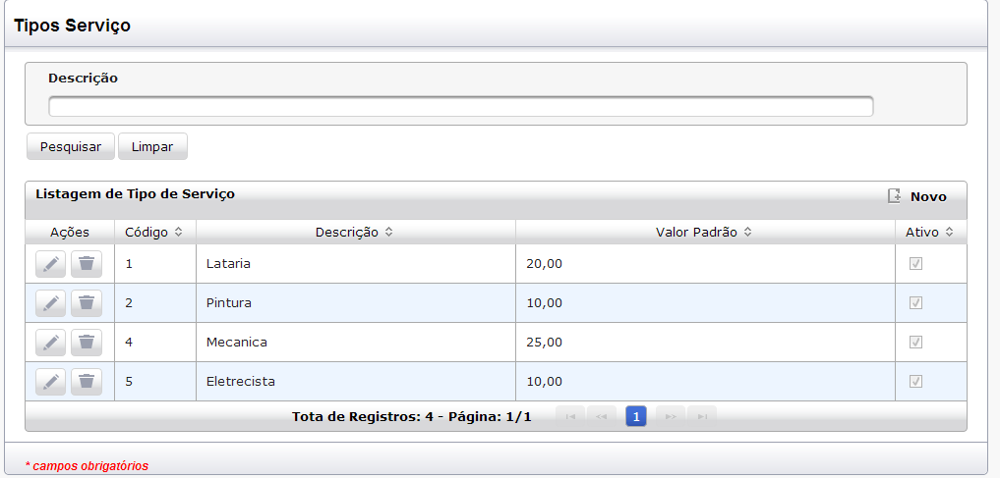 Tipos Serviço
Descrição
Pesquisar Limpar
Listagem de Tipo de Serviço Novo
Ações Código Descrição Valor Padrão Ativo
1 Lataria 20,00
2 Pintura 10,00
4 Mecanica 25,00
5 Eletrecista 10,00
Tota de Registros: 4 - Página: 1/1 1
* campos obrigatórios